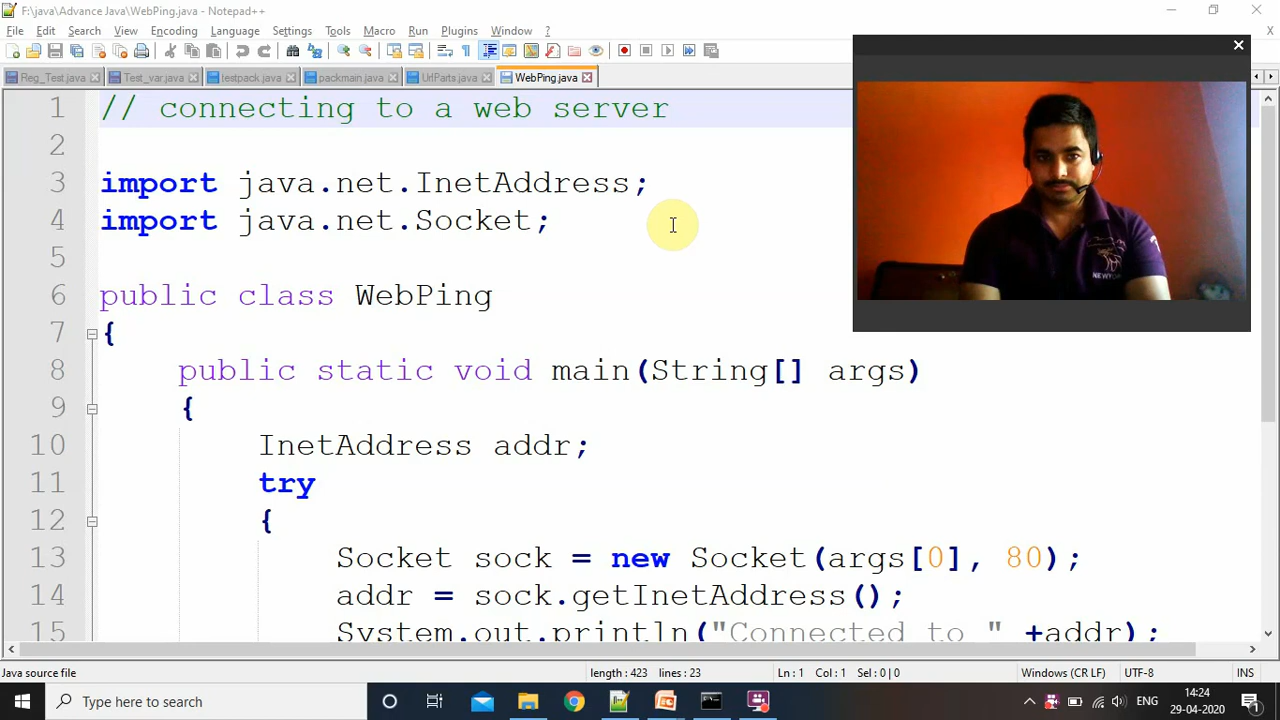 F:\java\Advance Java\WebPing.java - Notepad++
File Edit Search View Encoding Language Settings Tools Macro Run Plugins Window ? X
Reg_Test.java Test_var.java testpack.java packmain.java UrlParts.java WebPing.java
1 // connecting to a web server
2
3 import java.net.InetAddress;
4 import java.net.Socket;
5
6 public class WebPing
7 {
8 public static void main(String[] args)
9 {
10 InetAddress addr;
11 try
12 {
13 Socket sock = new Socket(args[0], 80);
14 addr = sock.getInetAddress();
15 System.out.println("Connected to " +addr);
NEWYOR
Java source file length : 423 lines : 23 Ln : 1 Col : 1 Sel : 0 | 0 Windows (CR LF) UTF-8 INS
Type here to search ENG 14:24
29-04-2020 1